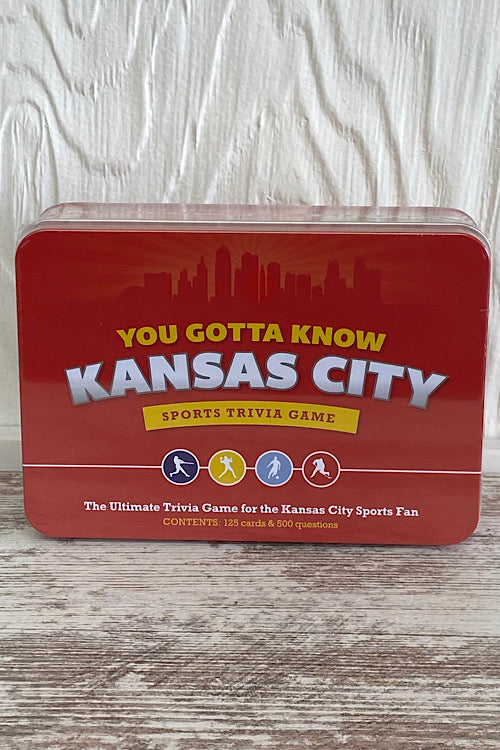 YOU GOTTA KNOW
KANSAS CITY
SPORTS TRIVIA GAME
The Ultimate Trivia Game for the Kansas City Sports Fan
CONTENTS: 125 cards & 500 questions